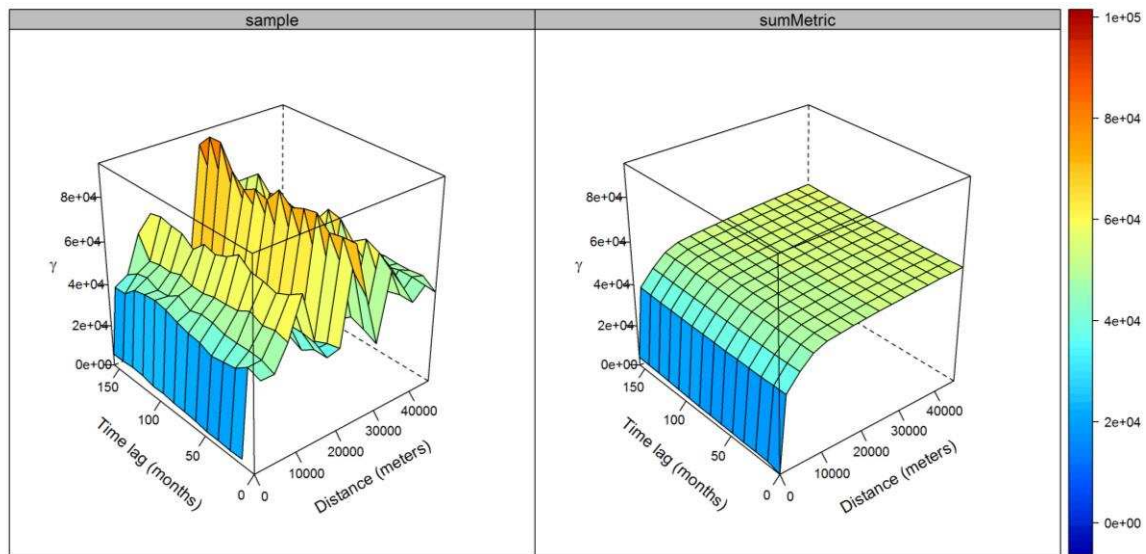 sample
sumMetric
8e+04
6e+04
γ
4e+04
2e+04
0e+00
150
100
50
0
0
10000
20000
30000
40000
Time lag (months)
Distance (meters)
8e+04
6e+04
γ
4e+04
2e+04
0e+00
150
100
50
0
0
10000
20000
30000
40000
Time lag (months)
Distance (meters)
1e+05
8e+04
6e+04
4e+04
2e+04
0e+00